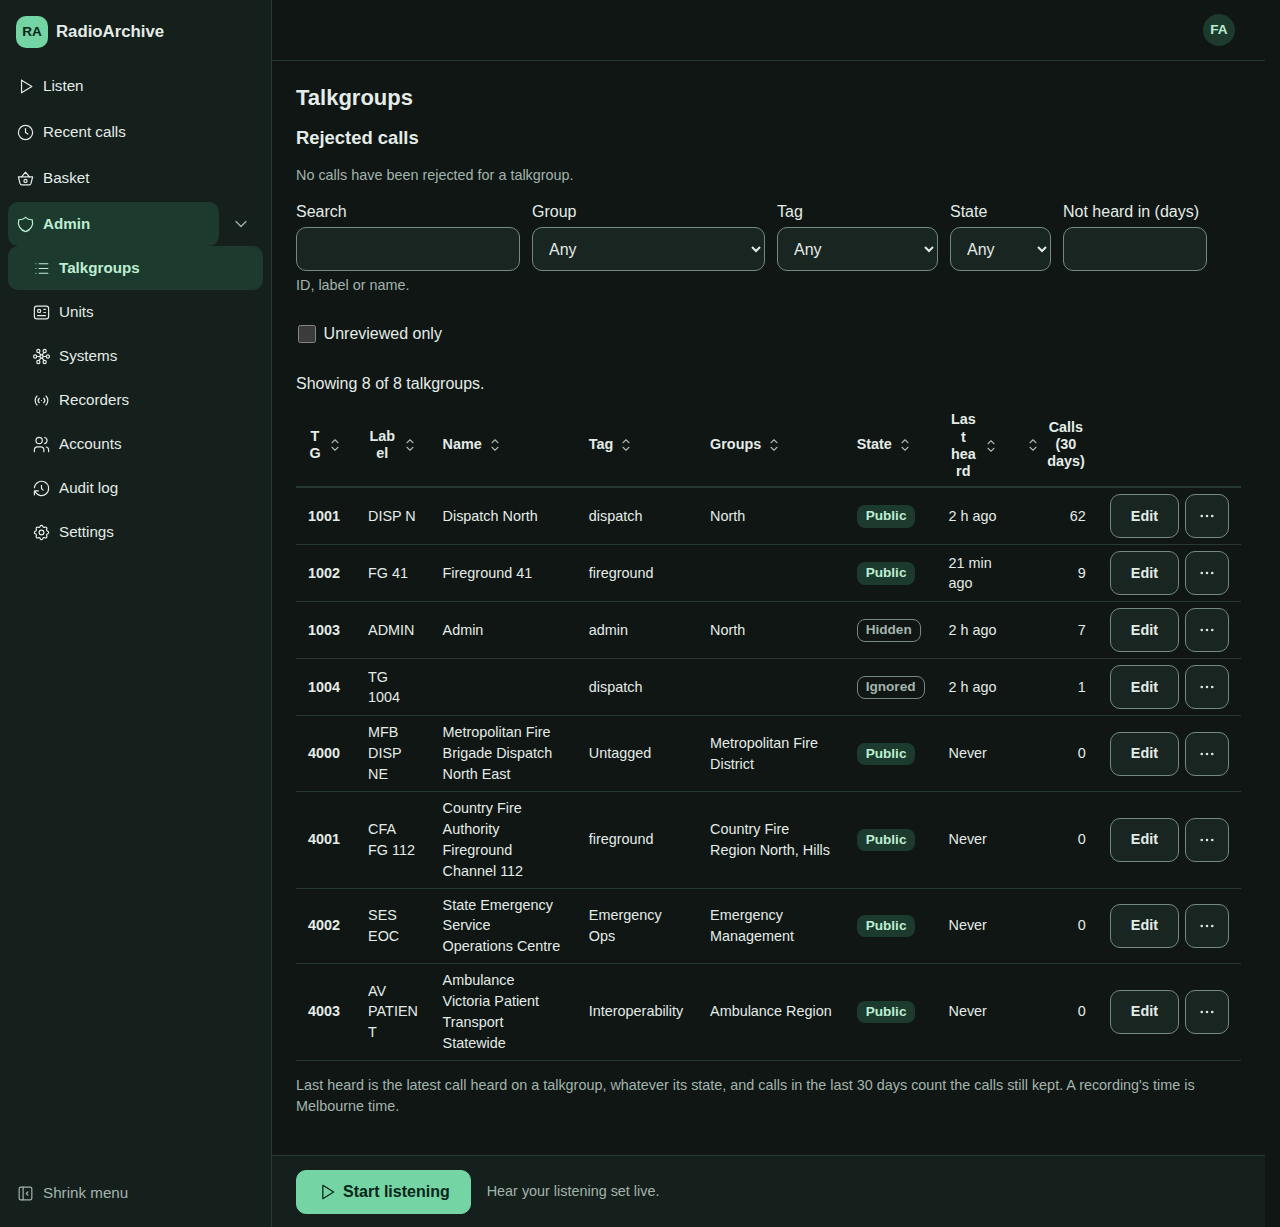 RA RadioArchive
FA
Listen
Recent calls
Basket
Admin
Talkgroups
Units
Systems
Recorders
Accounts
Audit log
Settings
Shrink menu
Talkgroups
Rejected calls
No calls have been rejected for a talkgroup.
Search Group Tag State Not heard in (days)
Any Any Any
ID, label or name.
Unreviewed only
Showing 8 of 8 talkgroups.
TG Label Name Tag Groups State Last heard Calls (30 days)
1001 DISP N Dispatch North dispatch North Public 2 h ago 62 Edit
1002 FG 41 Fireground 41 fireground Public 21 min ago 9 Edit
1003 ADMIN Admin admin North Hidden 2 h ago 7 Edit
1004 TG 1004 dispatch Ignored 2 h ago 1 Edit
4000 MFB DISP NE Metropolitan Fire Brigade Dispatch North East Untagged Metropolitan Fire District Public Never 0 Edit
4001 CFA FG 112 Country Fire Authority Fireground Channel 112 fireground Country Fire Region North, Hills Public Never 0 Edit
4002 SES EOC State Emergency Service Operations Centre Emergency Ops Emergency Management Public Never 0 Edit
4003 AV PATIENT Ambulance Victoria Patient Transport Statewide Interoperability Ambulance Region Public Never 0 Edit
Last heard is the latest call heard on a talkgroup, whatever its state, and calls in the last 30 days count the calls still kept. A recording's time is
Melbourne time.
Start listening Hear your listening set live.